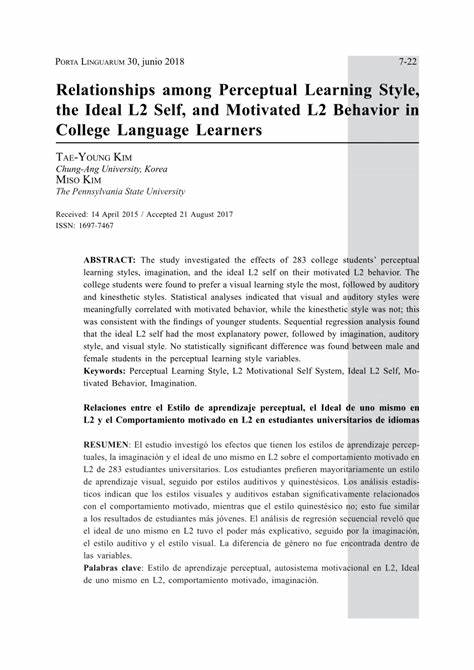 PORTA LINGUARUM 30, junio 2018 7-22
Relationships among Perceptual Learning Style,
the Ideal L2 Self, and Motivated L2 Behavior in
College Language Learners
TAE-YOUNG KIM
Chung-Ang University, Korea
MISO KIM
The Pennsylvania State University
Received: 14 April 2015 / Accepted 21 August 2017
ISSN: 1697-7467
ABSTRACT: The study investigated the effects of 283 college students' perceptual
learning styles, imagination, and the ideal L2 self on their motivated L2 behavior. The
college students were found to prefer a visual learning style the most, followed by auditory
and kinesthetic styles. Statistical analyses indicated that visual and auditory styles were
meaningfully correlated with motivated behavior, while the kinesthetic style was not; this
was consistent with the findings of younger students. Sequential regression analysis found
that the ideal L2 self had the most explanatory power, followed by imagination, auditory
style, and visual style. No statistically significant difference was found between male and
female students in the perceptual learning style variables.
Keywords: Perceptual Learning Style, L2 Motivational Self System, Ideal L2 Self, Mo-
tivated Behavior, Imagination.
Relaciones entre el Estilo de aprendizaje perceptual, el Ideal de uno mismo en
L2 y el Comportamiento motivado en L2 en estudiantes universitarios de idiomas
RESUMEN: El estudio investigó los efectos que tienen los estilos de aprendizaje percep-
tuales, la imaginación y el ideal de uno mismo en L2 sobre el comportamiento motivado en
L2 de 283 estudiantes universitarios. Los estudiantes prefieren mayoritariamente un estilo
de aprendizaje visual, seguido por estilos auditivos y quinestésicos. Los análisis estadís-
ticos indican que los estilos visuales y auditivos estaban significativamente relacionados
con el comportamiento motivado, mientras que el estilo quinestésico no; esto fue similar
a los resultados de estudiantes más jóvenes. El análisis de regresión secuencial reveló que
el ideal de uno mismo en L2 tuvo el poder más explicativo, seguido por la imaginación,
el estilo auditivo y el estilo visual. La diferencia de género no fue encontrada dentro de
las variables.
Palabras clave: Estilo de aprendizaje perceptual, autosistema motivacional en L2, Ideal
de uno mismo en L2, comportamiento motivado, imaginación.